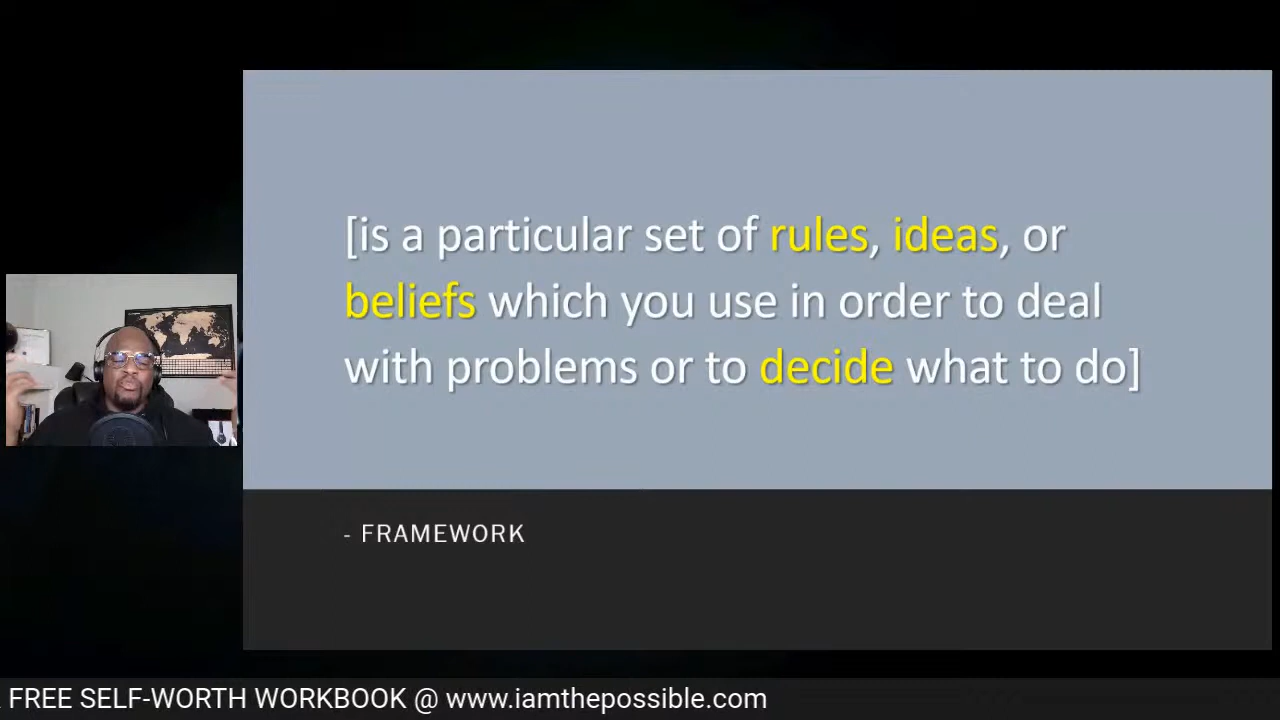 [is a particular set of rules, ideas, or
beliefs which you use in order to deal
with problems or to decide what to do]
- FRAMEWORK
FREE SELF-WORTH WORKBOOK @ www.iamthepossible.com